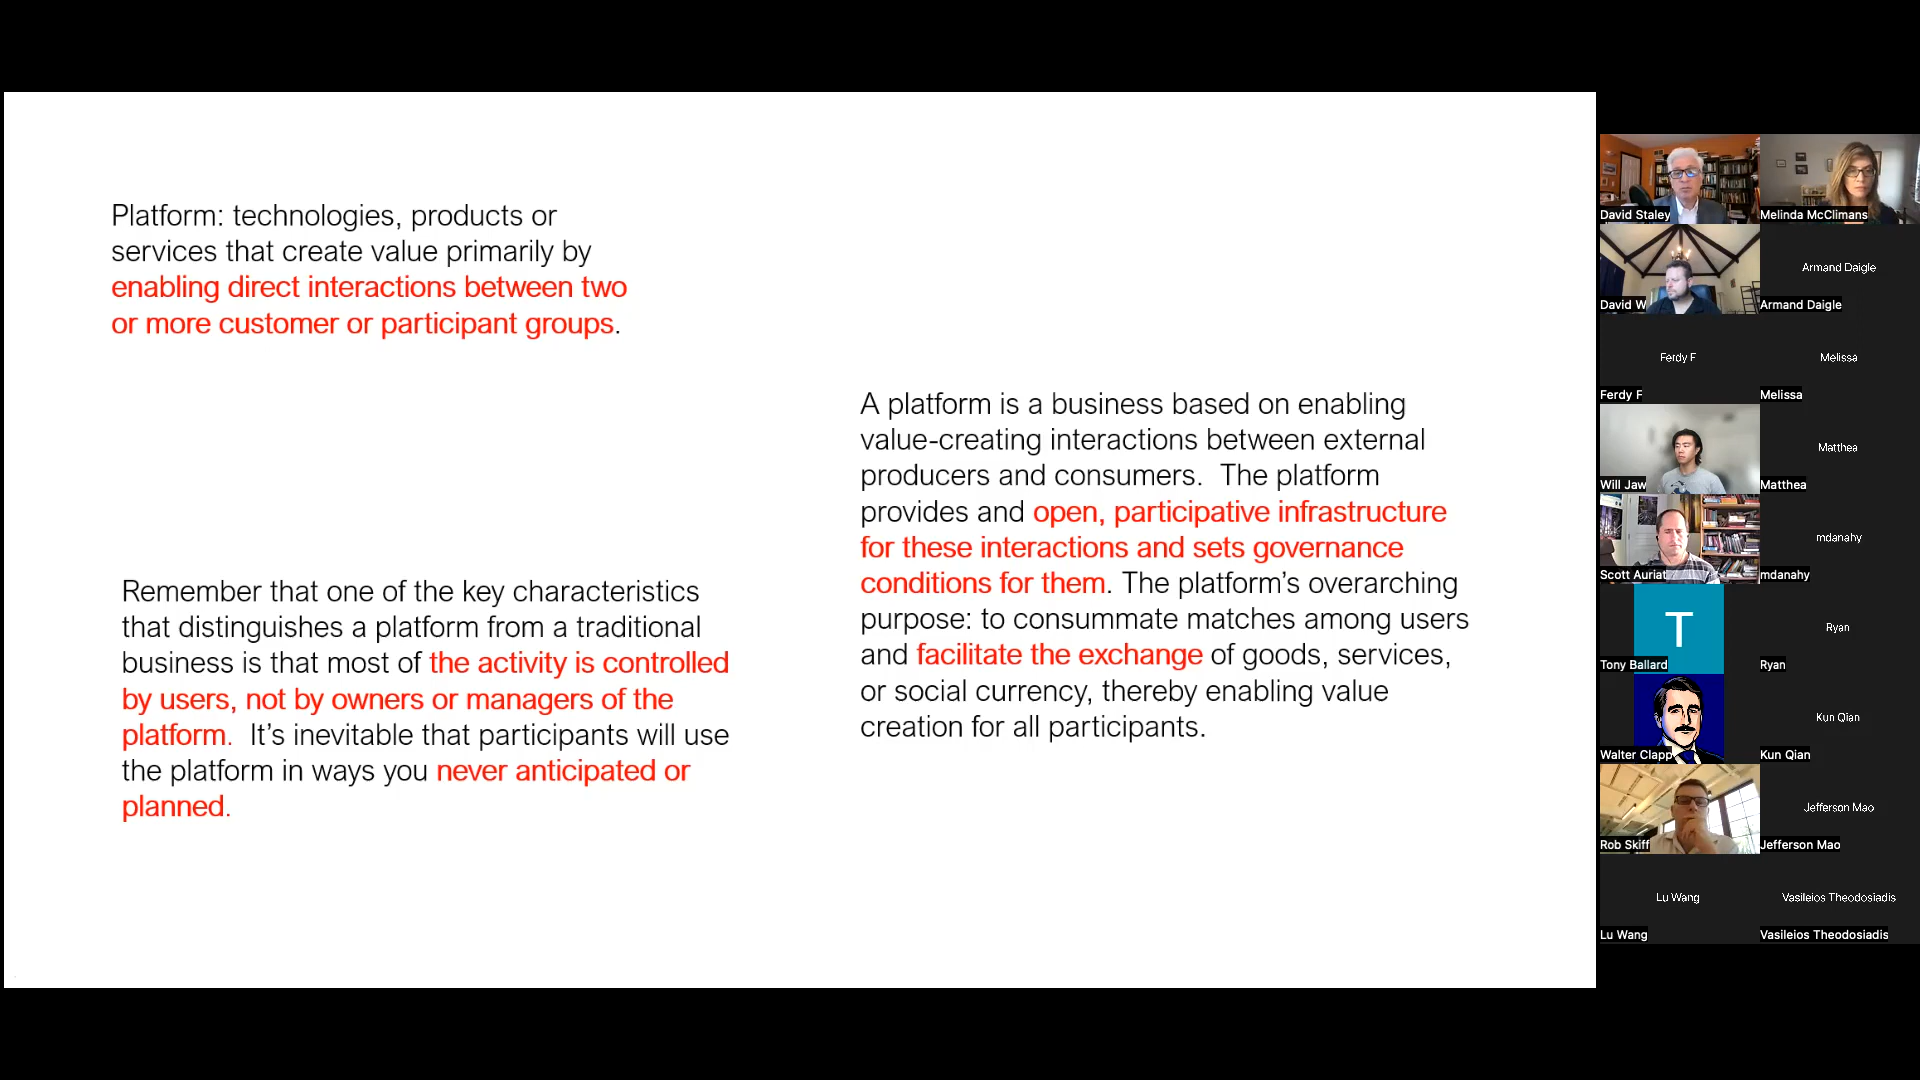 Platform: technologies, products or
services that create value primarily by
enabling direct interactions between two
or more customer or participant groups.
Remember that one of the key characteristics
that distinguishes a platform from a traditional
business is that most of the activity is controlled
by users, not by owners or managers of the
platform.  It’s inevitable that participants will use
the platform in ways you never anticipated or
planned.
A platform is a business based on enabling
value-creating interactions between external
producers and consumers.  The platform
provides and open, participative infrastructure
for these interactions and sets governance
conditions for them. The platform’s overarching
purpose: to consummate matches among users
and facilitate the exchange of goods, services,
or social currency, thereby enabling value
creation for all participants.
David Staley
Melinda McClimans
David W
Armand Daigle
Armand Daigle
Ferdy F
Ferdy F
Melissa
Melissa
Will Jaw
Matthea
Matthea
Scott Auriat
mdanahy
mdanahy
T
Tony Ballard
Ryan
Ryan
Walter Clapp
Kun Qian
Kun Qian
Rob Skiff
Jefferson Mao
Jefferson Mao
Lu Wang
Lu Wang
Vasileios Theodosiadis
Vasileios Theodosiadis